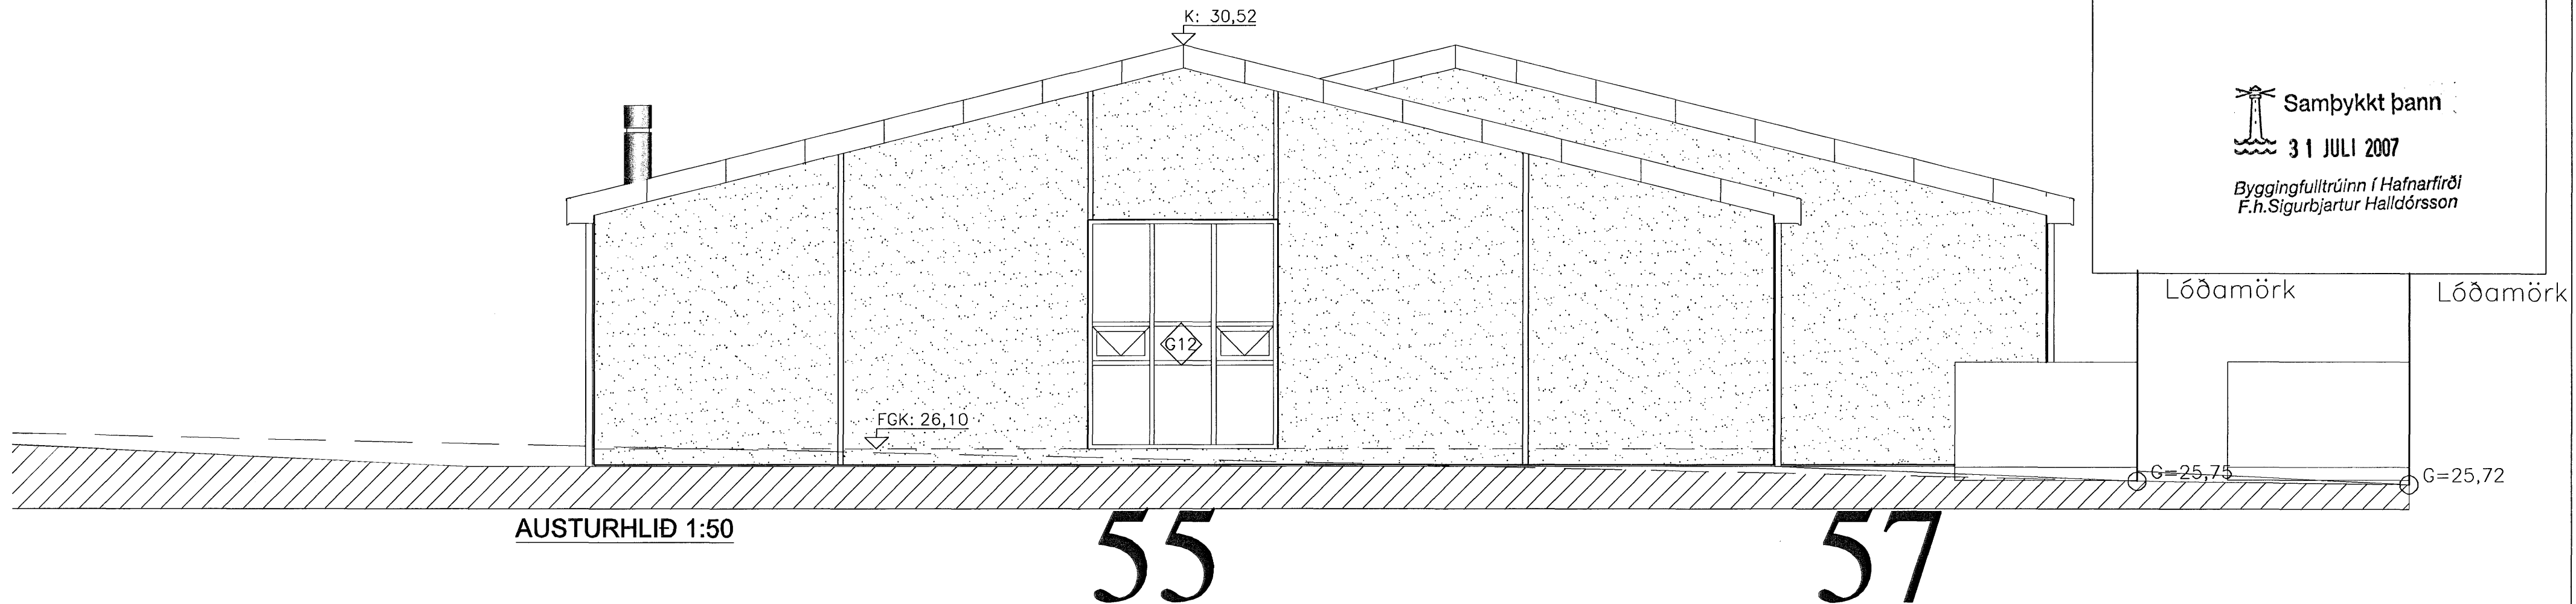 K: 30,52
Samþykkt þann
31 JULI 2007
Byggingfulltrúinn í Hafnarfirði
F.h.Sigurbjartur Halldórsson
Lóðamörk
Lóðamörk
G12
FGK: 26,10
G=25,75
G=25,72
AUSTURHLIÐ 1:50
55
57